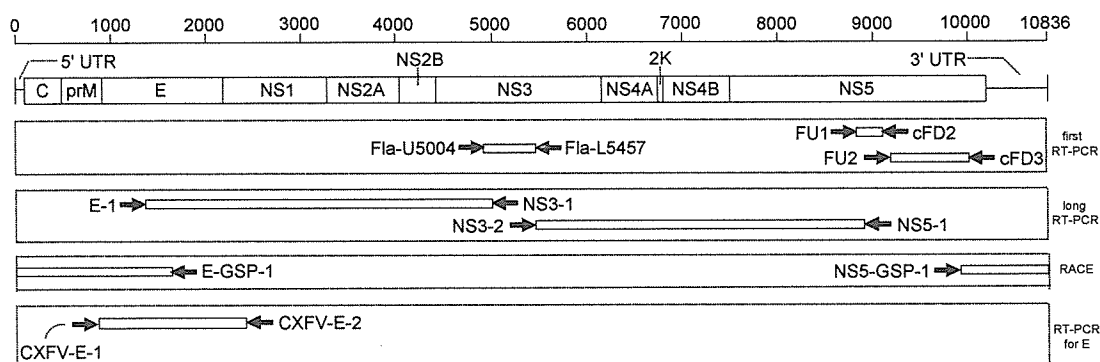 0 1000 2000 3000 4000 5000 6000 7000 8000 9000 10000 10836
5' UTR NS2B 2K 3' UTR
C prM E NS1 NS2A NS3 NS4A NS4B NS5
FU1 cFD2
Fla-U5004 Fla-L5457
FU2 cFD3
first
RT-PCR
E-1 NS3-1
NS3-2 NS5-1
long
RT-PCR
E-GSP-1 NS5-GSP-1 RACE
CXFV-E-2
CXFV-E-1
RT-PCR
for E